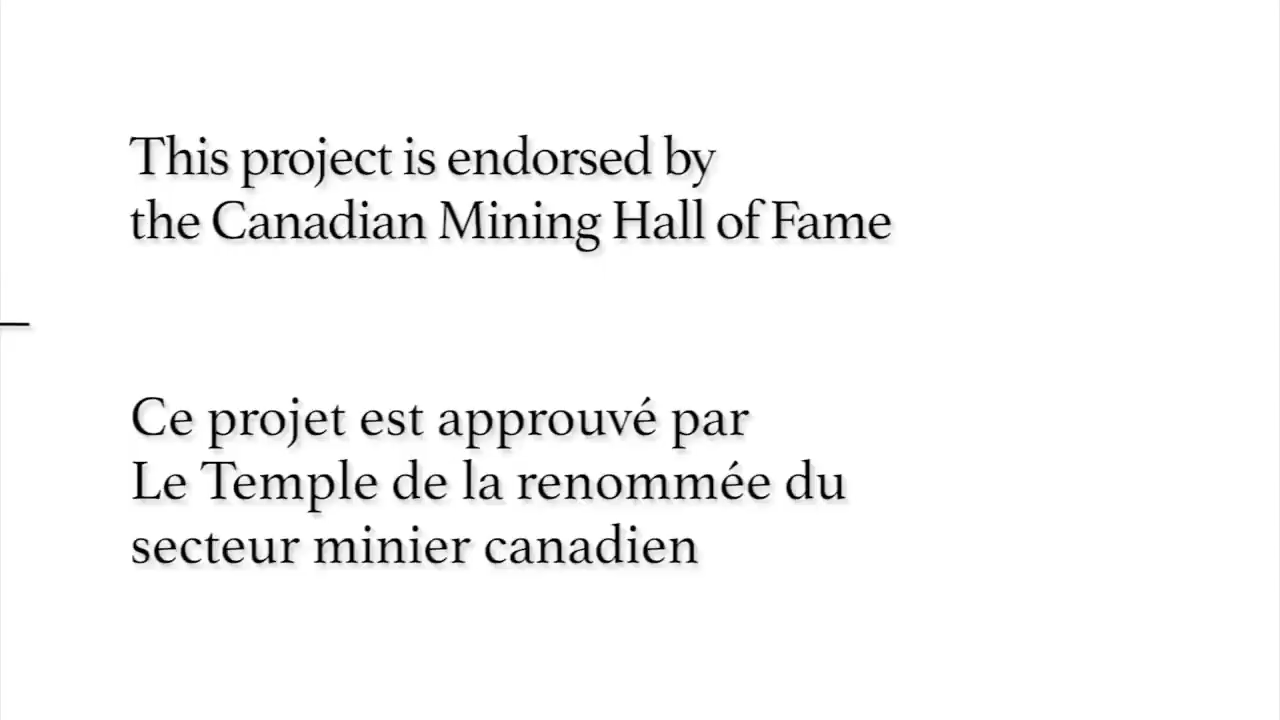 This project is endorsed by
the Canadian Mining Hall of Fame
Ce projet est approuvé par
Le Temple de la renommée du
secteur minier canadien